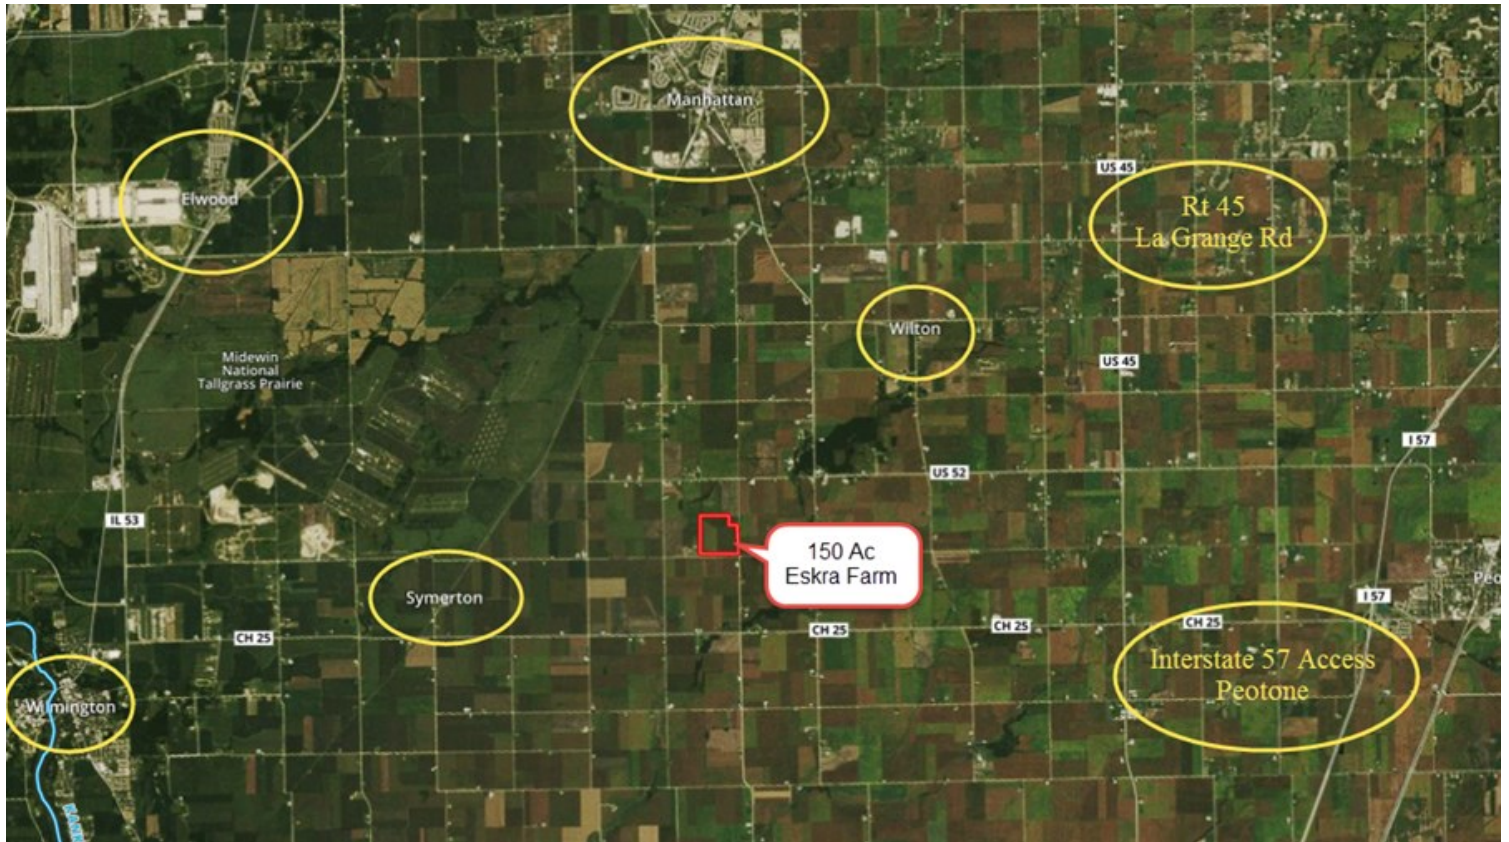 Manhattan
US 45
Elwood
Rt 45
La Grange Rd
Wilton
Midewin
National
Tallgrass Prairie
US 45
I 57
US 52
IL 53
150 Ac
Eskra Farm
Peo
I 57
Symerton
CH 25
CH 25
CH 25
CH 25
Interstate 57 Access
Peotone
Wilmington
KANK